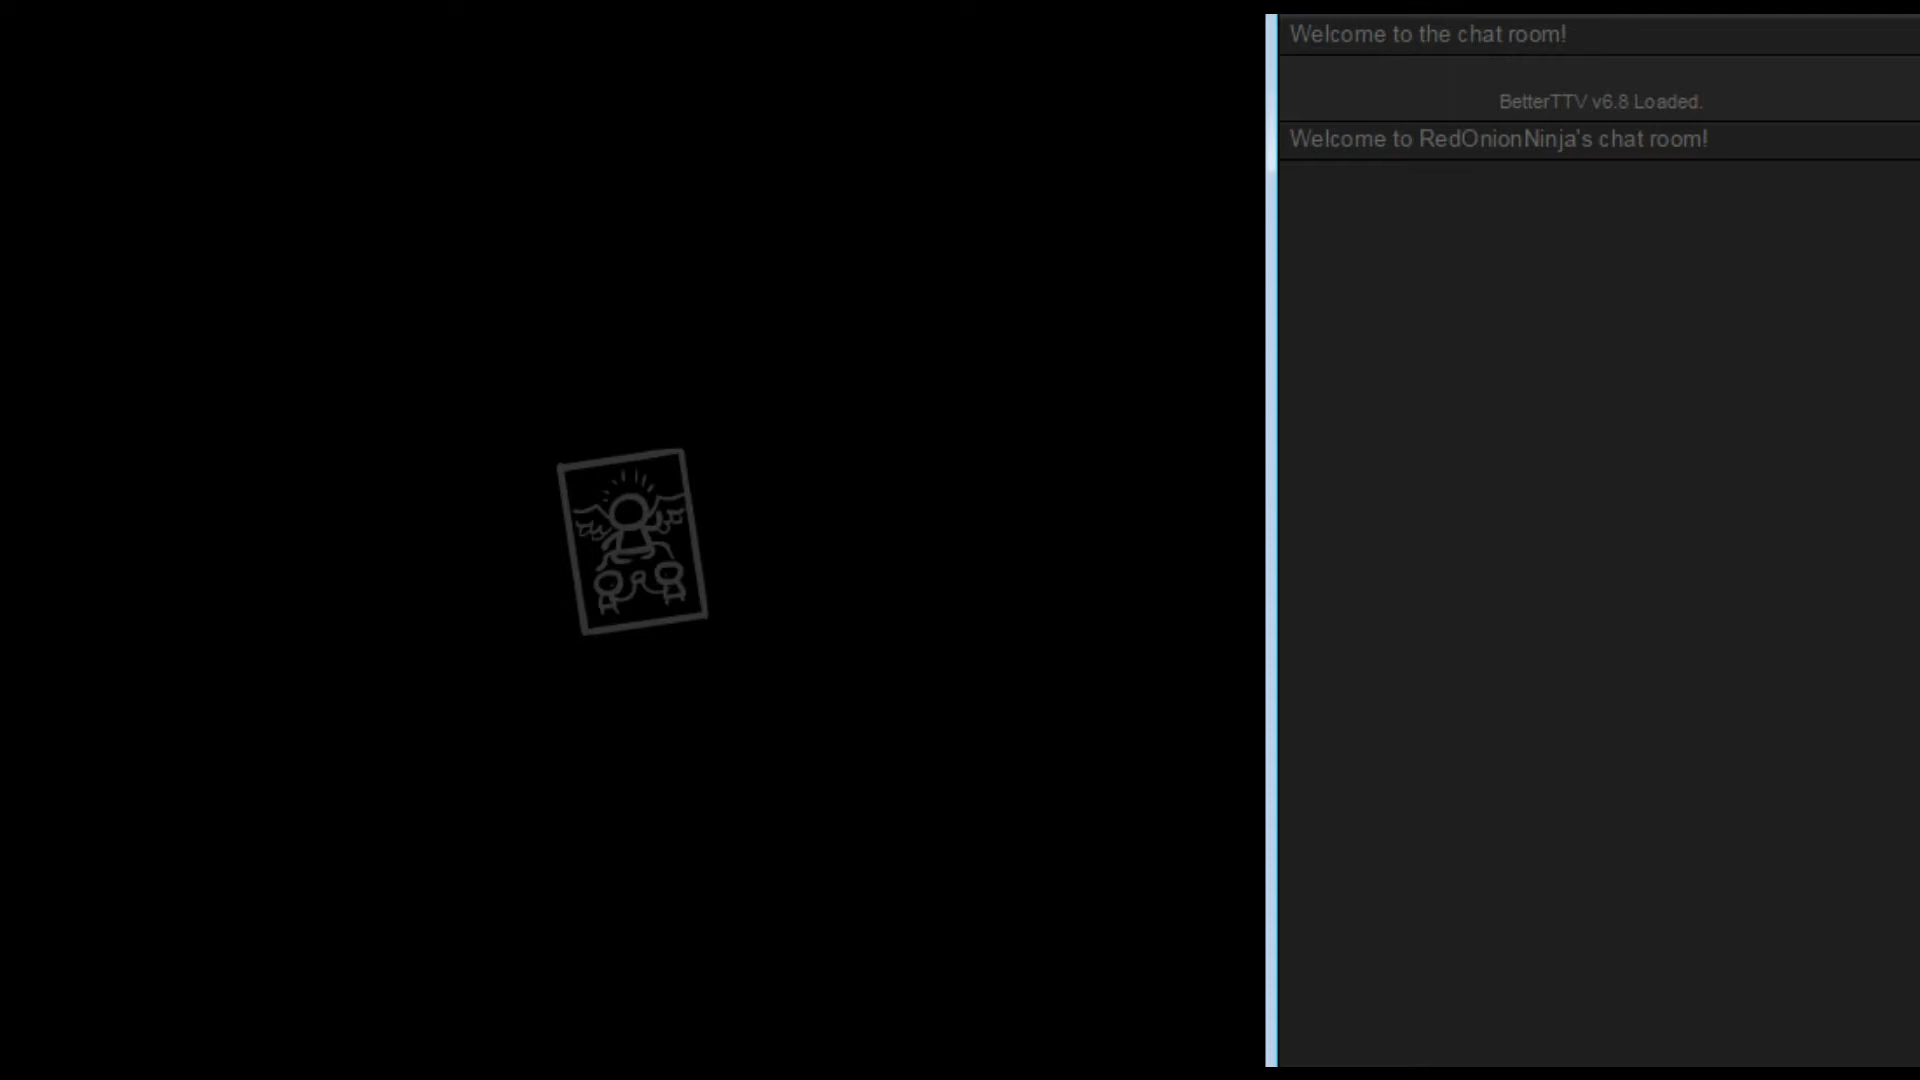 Welcome to the chat room!
BetterTTV v6.8 Loaded.
Welcome to RedOnionNinja's chat room!